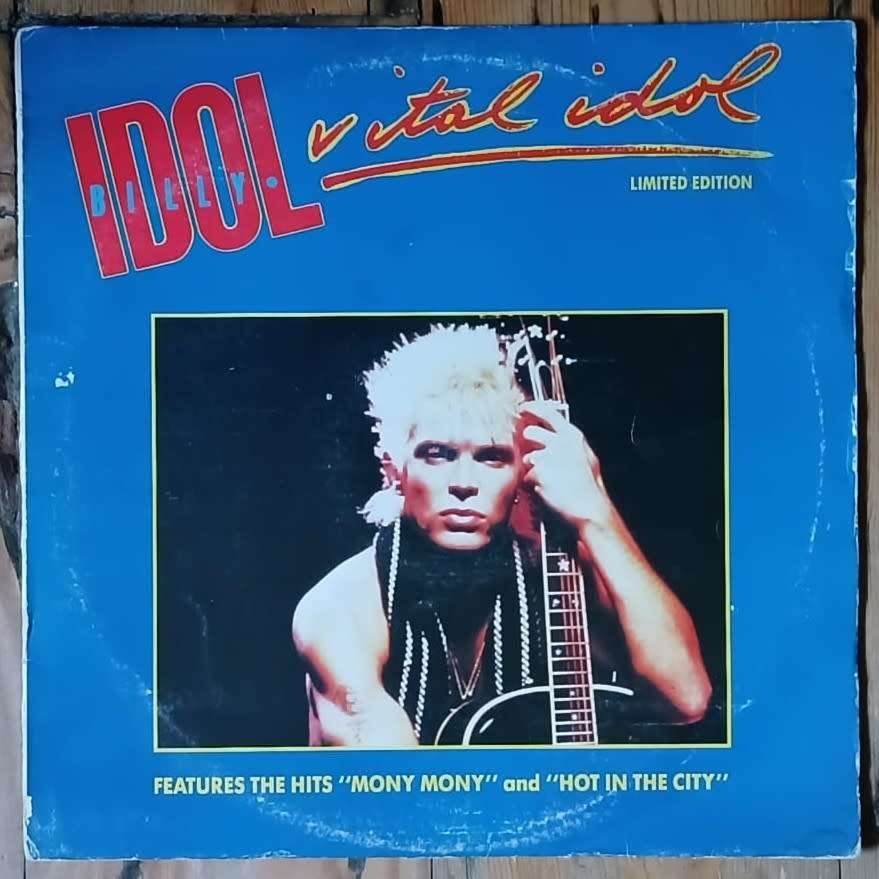 IDOL
BILLY
vital idol
LIMITED EDITION
FEATURES THE HITS "MONY MONY" and "HOT IN THE CITY"